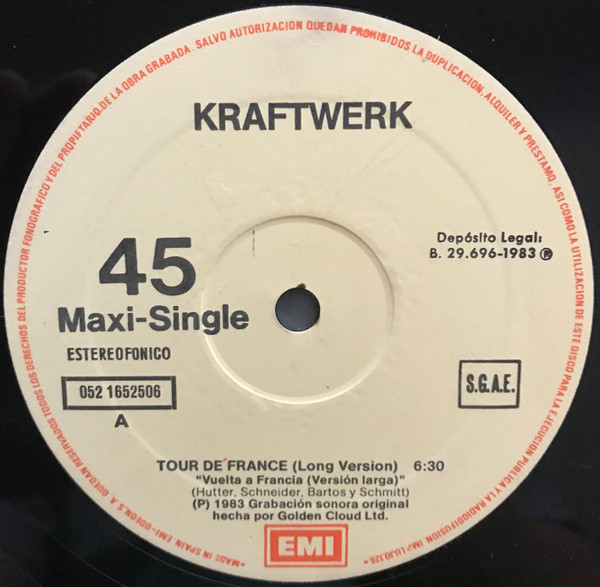 SALVO AUTORIZACION QUEDAN PROHIBIDOS LA DUPLICACION, ALQUILER Y PRESTAMO, ASI COMO LA UTILIZACION DE ESTE DISCO PARA LA EJECUCION PUBLICA Y LA RADIODIFUSION. IMP. LUJO,
"MADE IN SPAIN. EMI-ODEON, S. A. QUEDAN RESERVADOS TODOS LOS DERECHOS DEL PRODUCTOR FONOGRAFICO Y DEL PROPIETARIO DE LA OBRA GRABADA.
KRAFTWERK
45
Maxi-Single
ESTEREOFONICO
052 1652506
A
Depósito Legal:
B. 29.696-1983 Ⓟ
S.G.A.E.
TOUR DE FRANCE (Long Version) 6:30
"Vuelta a Francia (Versión larga)"
(Hutter, Schneider, Bartos y Schmitt)
(P) 1983 Grabación sonora original
hecha por Golden Cloud Ltd.
EMI